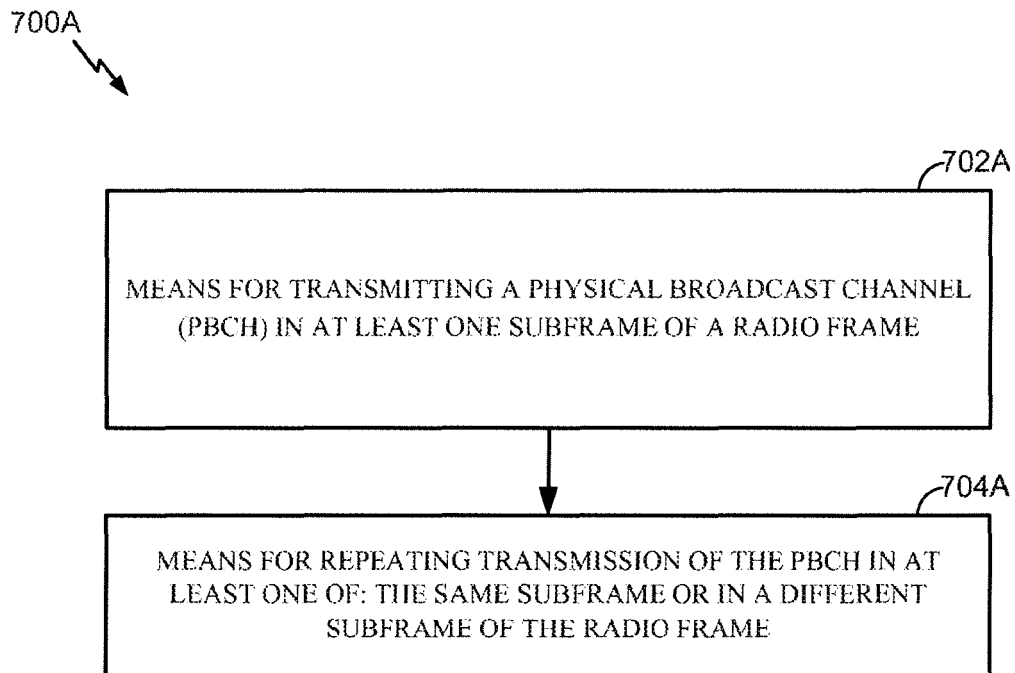 700A
702A
MEANS FOR TRANSMITTING A PHYSICAL BROADCAST CHANNEL
(PBCH) IN AT LEAST ONE SUBFRAME OF A RADIO FRAME
704A
MEANS FOR REPEATING TRANSMISSION OF THE PBCH IN AT
LEAST ONE OF: THE SAME SUBFRAME OR IN A DIFFERENT
SUBFRAME OF THE RADIO FRAME